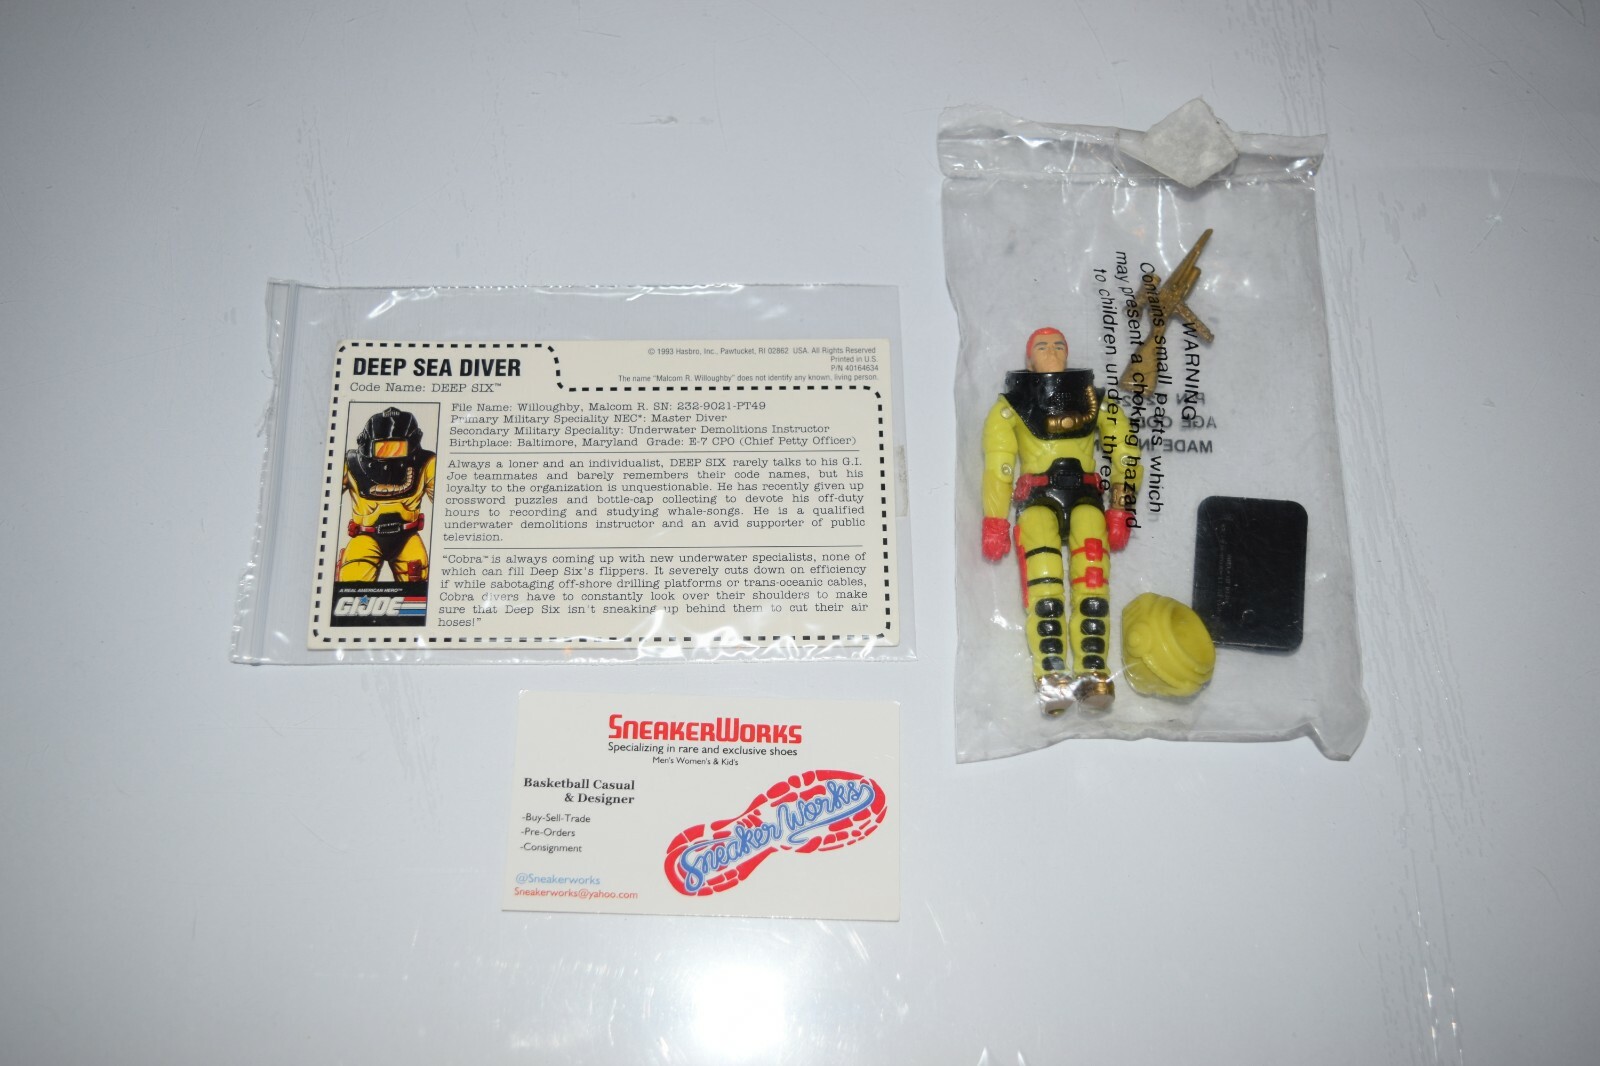 DEEP SEA DIVER
Code Name: DEEP SIX™
© 1993 Hasbro, Inc., Pawtucket, RI 02862 USA. All Rights Reserved
Printed in U.S.
P/N 40164634
The name "Malcom R. Willoughby" does not identify any known, living person.
File Name: Willoughby, Malcom R. SN: 232-9021-PT49
Primary Military Speciality NEC*: Master Diver
Secondary Military Speciality: Underwater Demolitions Instructor
Birthplace: Baltimore, Maryland Grade: E-7 CPO (Chief Petty Officer)
Always a loner and an individualist, DEEP SIX rarely talks to his G.I.
Joe teammates and barely remembers their code names, but his
loyalty to the organization is unquestionable. He has recently given up
crossword puzzles and bottle-cap collecting to devote his off-duty
hours to recording and studying whale-songs. He is a qualified
underwater demolitions instructor and an avid supporter of public
television.
"Cobra™ is always coming up with new underwater specialists, none of
which can fill Deep Six's flippers. It severely cuts down on efficiency
if while sabotaging off-shore drilling platforms or trans-oceanic cables,
Cobra divers have to constantly look over their shoulders to make
sure that Deep Six isn't sneaking up behind them to cut their air
hoses!"
A REAL AMERICAN HERO™
GI JOE
WARNING
Contains small parts which
may present a choking hazard
to children under three
AGE
MADE IN
SNEAKERWORKS
Specializing in rare and exclusive shoes
Men's Women's & Kid's
Basketball Casual
& Designer
-Buy-Sell-Trade
-Pre-Orders
-Consignment
@Sneakerworks
Sneakerworks@yahoo.com
Sneaker Works